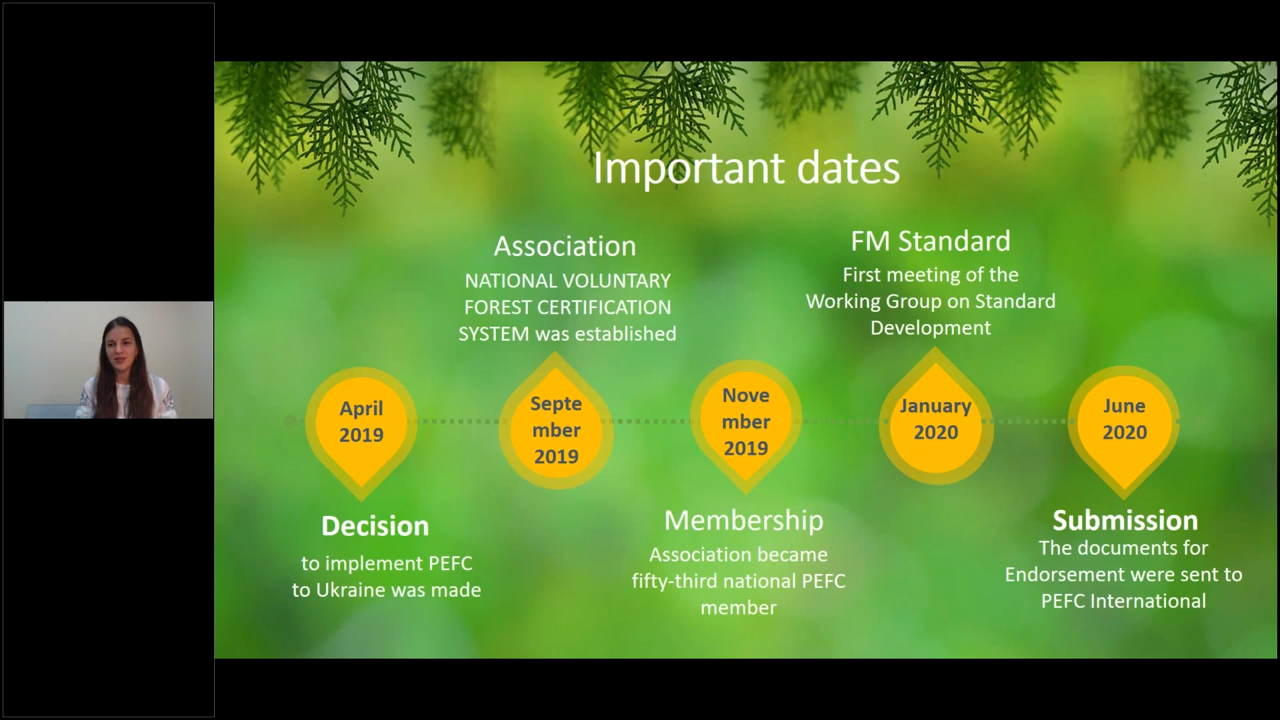 Important dates
Association
NATIONAL VOLUNTARY
FOREST CERTIFICATION
SYSTEM was established
FM Standard
First meeting of the
Working Group on Standard
Development
April
2019
Septe
mber
2019
Nove
mber
2019
January
2020
June
2020
Decision
to implement PEFC
to Ukraine was made
Membership
Association became
fifty-third national PEFC
member
Submission
The documents for
Endorsement were sent to
PEFC International